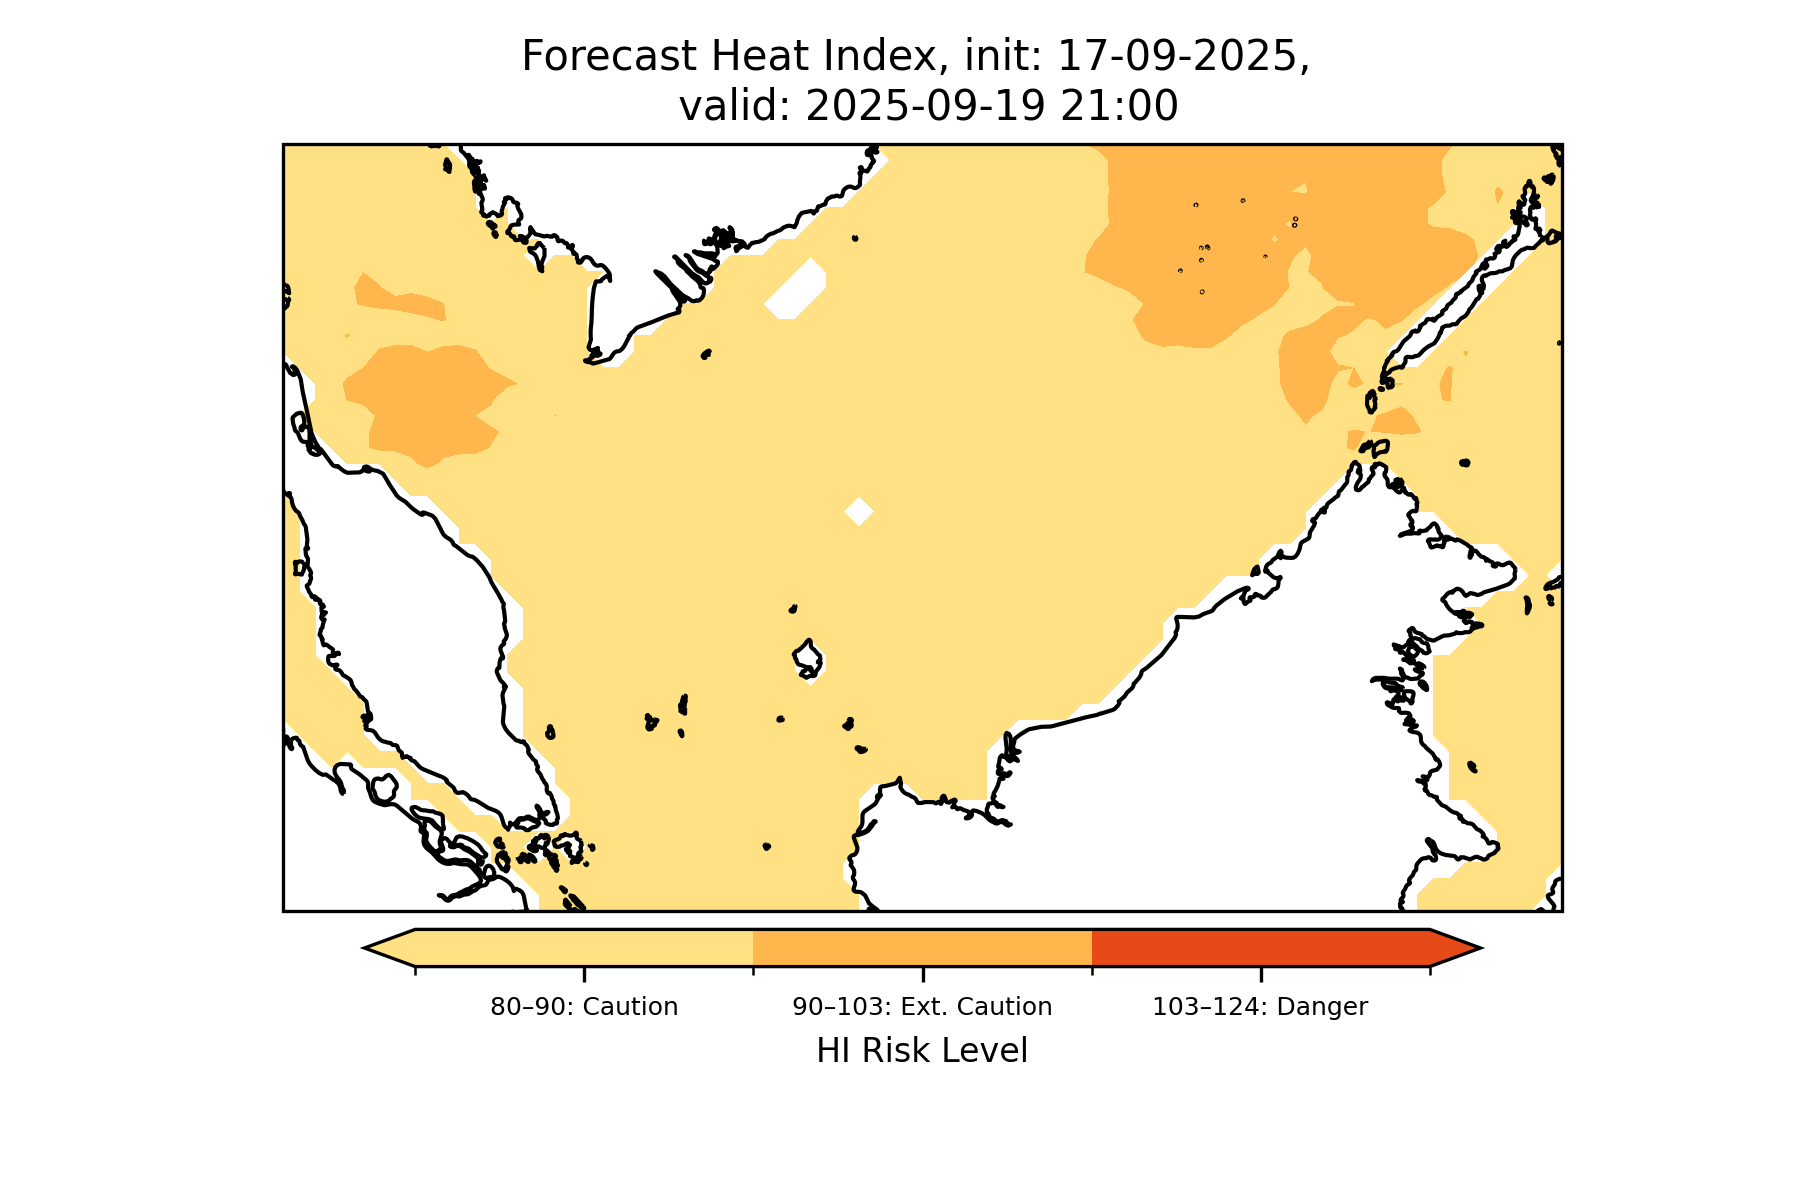 Forecast Heat Index, init: 17-09-2025,
valid: 2025-09-19 21:00
80–90: Caution
90–103: Ext. Caution
103–124: Danger
HI Risk Level